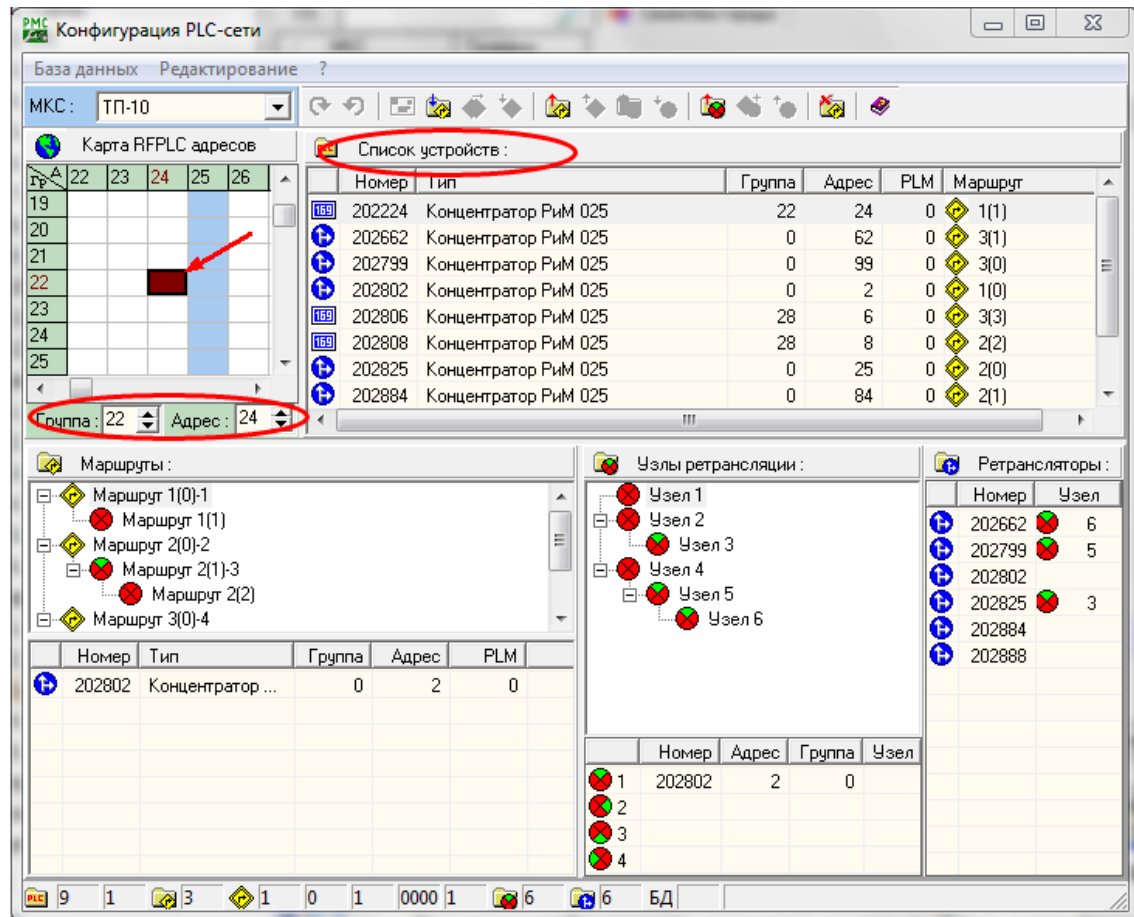 PMC Конфигурация PLC-сети
База данных Редактирование ?
МКС : ТП-10
Карта RFPLC адресов
Список устройств :
Гр А 22 23 24 25 26
19
20
21
22
23
24
25
Группа : 22 Адрес : 24
Номер Тип Группа Адрес PLM Маршрут
169 202224 Концентратор РиМ 025 22 24 0 1(1)
202662 Концентратор РиМ 025 0 62 0 3(1)
202799 Концентратор РиМ 025 0 99 0 3(0)
202802 Концентратор РиМ 025 0 2 0 1(0)
169 202806 Концентратор РиМ 025 28 6 0 3(3)
169 202808 Концентратор РиМ 025 28 8 0 2(2)
202825 Концентратор РиМ 025 0 25 0 2(0)
202884 Концентратор РиМ 025 0 84 0 2(1)
Маршруты :
Маршрут 1(0)-1
Маршрут 1(1)
Маршрут 2(0)-2
Маршрут 2(1)-3
Маршрут 2(2)
Маршрут 3(0)-4
Номер Тип Группа Адрес PLM
202802 Концентратор ... 0 2 0
Узлы ретрансляции :
Узел 1
Узел 2
Узел 3
Узел 4
Узел 5
Узел 6
Номер Адрес Группа Узел
1 202802 2 0
2
3
4
Ретрансляторы :
Номер Узел
202662 6
202799 5
202802
202825 3
202884
202888
PLC 9 1 3 1 0 1 0000 1 6 6 БД